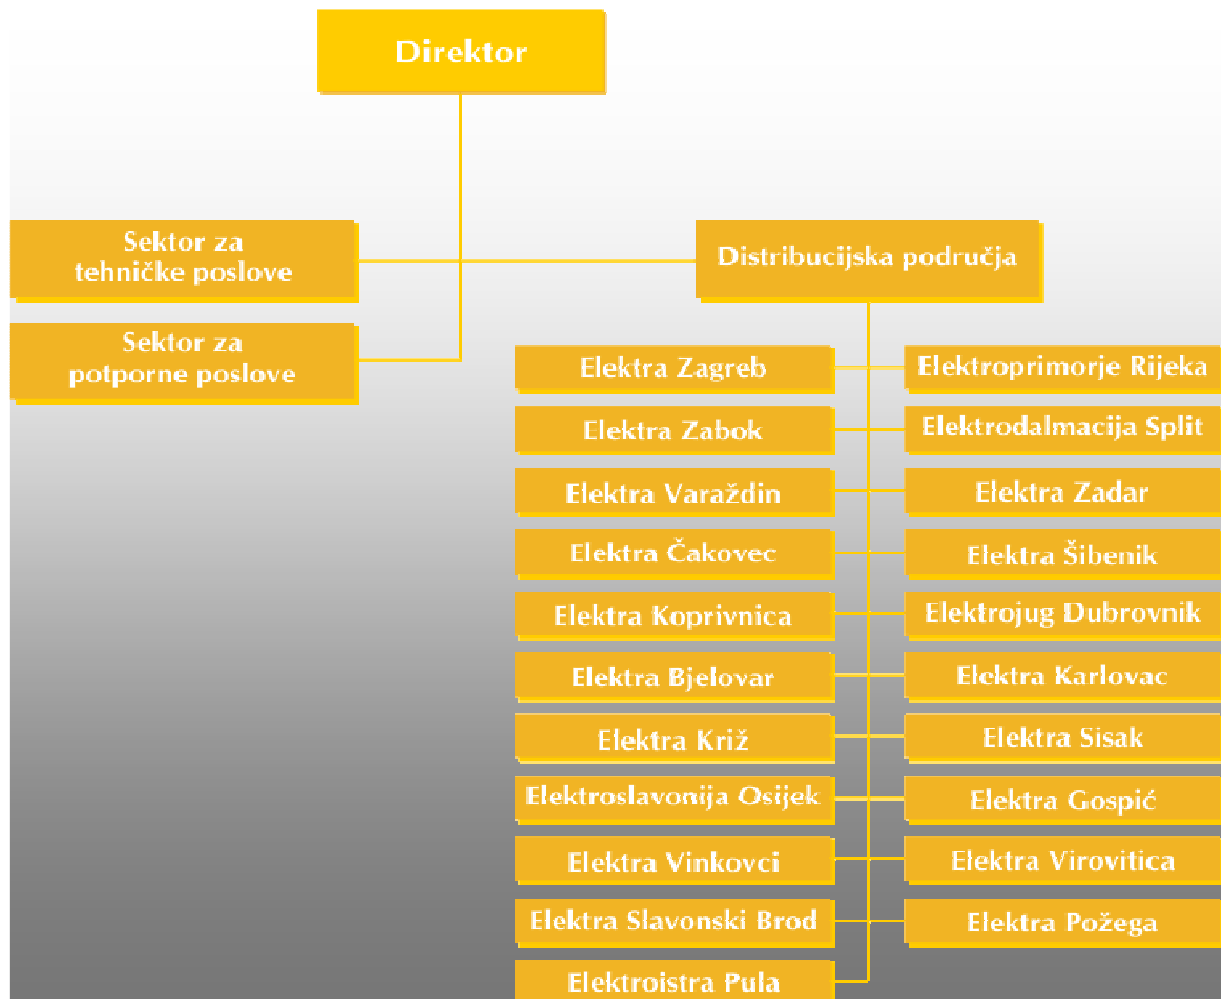 Direktor
Sektor za
tehničke poslove
Distribucijska područja
Sektor za
potporne poslove
Elektra Zagreb
Elektroprimorje Rijeka
Elektra Zabok
Elektrodalmacija Split
Elektra Varaždin
Elektra Zadar
Elektra Čakovec
Elektra Šibenik
Elektra Koprivnica
Elektrojug Dubrovnik
Elektra Bjelovar
Elektra Karlovac
Elektra Križ
Elektra Sisak
Elektroslavonija Osijek
Elektra Gospić
Elektra Vinkovci
Elektra Virovitica
Elektra Slavonski Brod
Elektra Požega
Elektroistra Pula